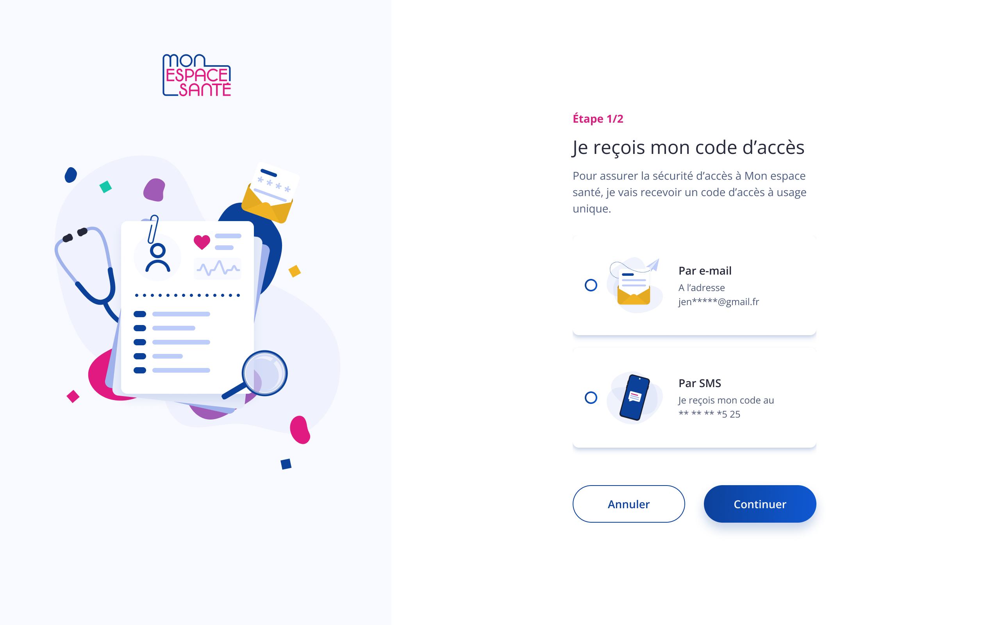 mon
ESPACE
SANTÉ
Étape 1/2
Je reçois mon code d’accès
Pour assurer la sécurité d’accès à Mon espace
santé, je vais recevoir un code d’accès à usage
unique.
* * * *
Par e-mail
A l’adresse
jen*****@gmail.fr
Par SMS
Je reçois mon code au
** ** ** *5 25
Annuler
Continuer